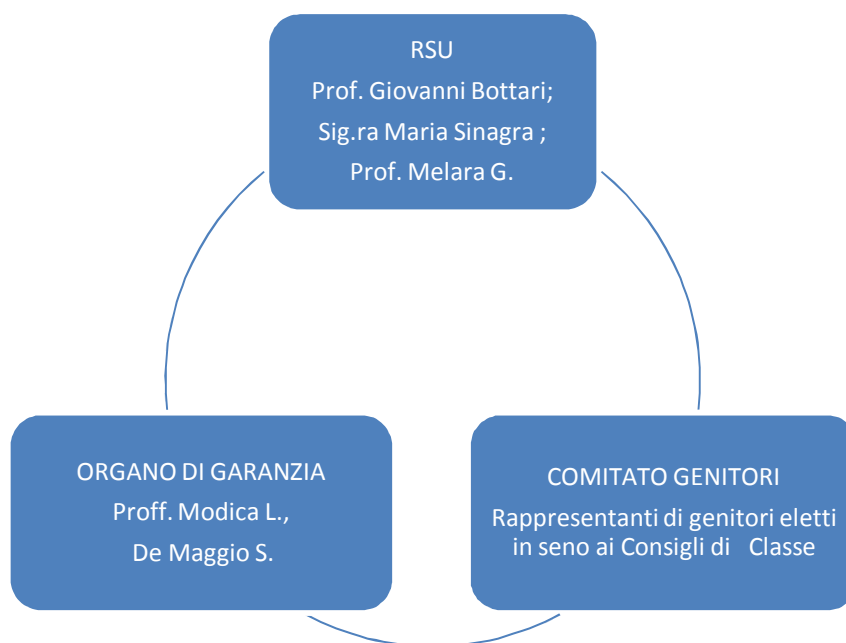 RSU
Prof. Giovanni Bottari;
Sig.ra Maria Sinagra ;
Prof. Melara G.
ORGANO DI GARANZIA
Proff. Modica L.,
De Maggio S.
COMITATO GENITORI
Rappresentanti di genitori eletti
in seno ai Consigli di Classe